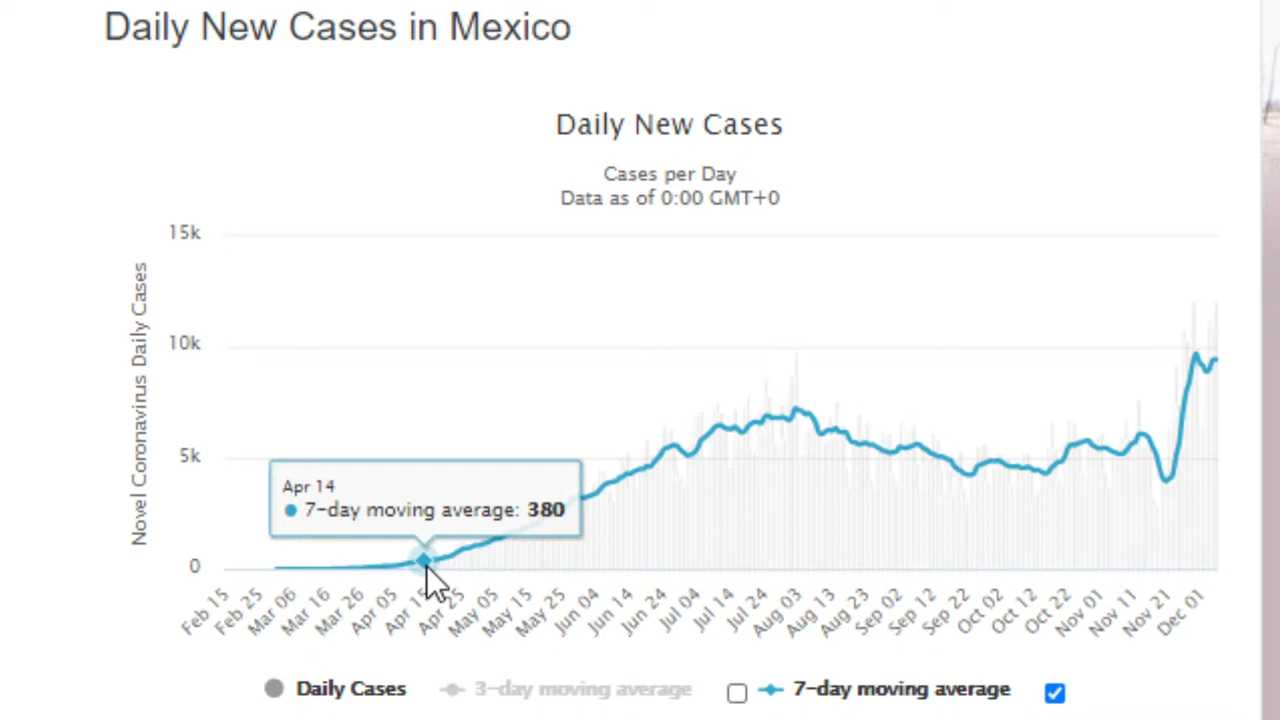 Daily New Cases in Mexico
Daily New Cases
Cases per Day
Data as of 0:00 GMT+0
Novel Coronavirus Daily Cases
15k
10k
5k
0
Apr 14
7-day moving average: 380
Feb 15
Feb 25
Mar 06
Mar 16
Mar 26
Apr 05
Apr 15
Apr 25
May 05
May 15
May 25
Jun 04
Jun 14
Jun 24
Jul 04
Jul 14
Jul 24
Aug 03
Aug 13
Aug 23
Sep 02
Sep 12
Sep 22
Oct 02
Oct 12
Oct 22
Nov 01
Nov 11
Nov 21
Dec 01
Daily Cases
3-day moving average
7-day moving average